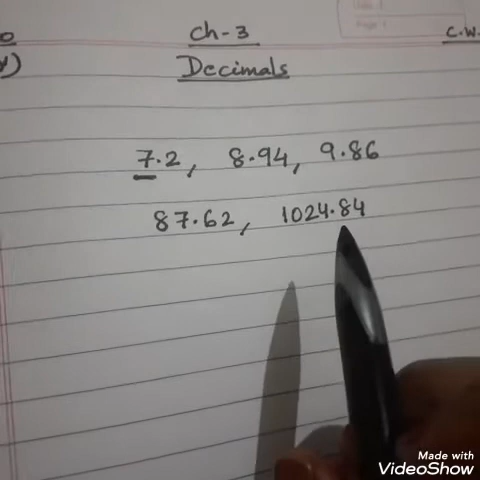 Ch-3
C.W.
Decimals
7.2, 8.94, 9.86
87.62, 1024.84
Made with
VideoShow